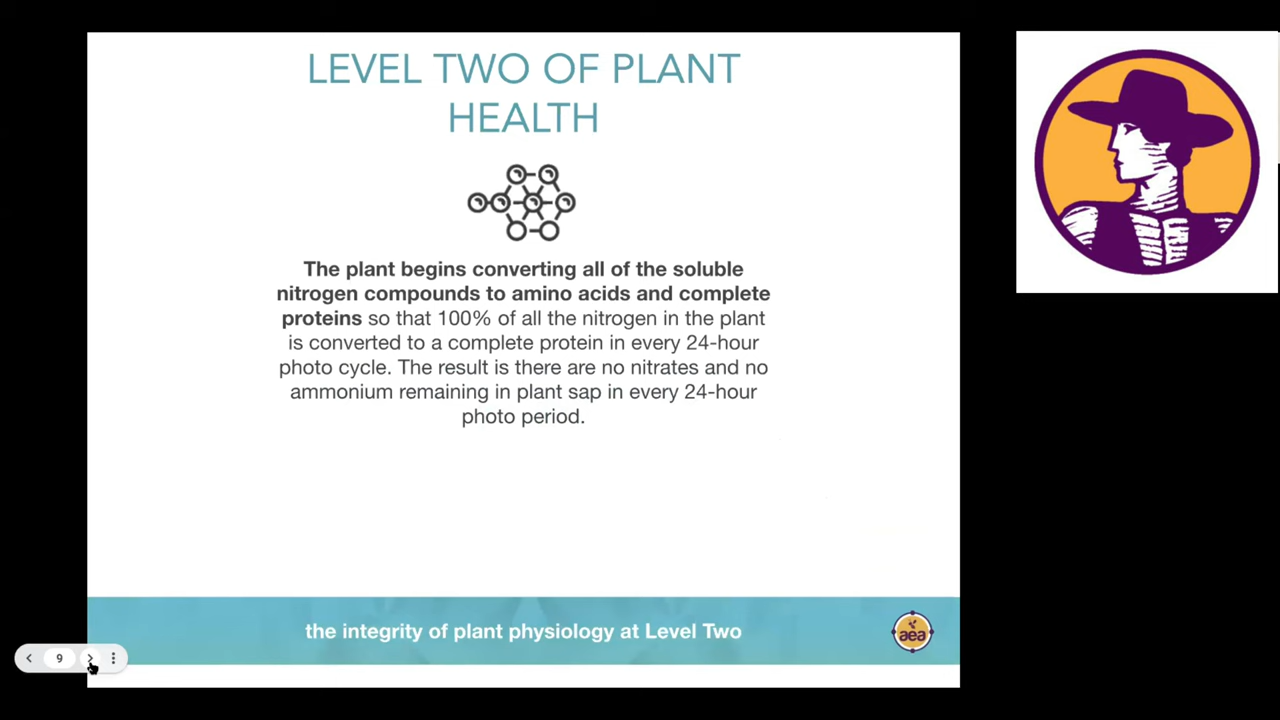 LEVEL TWO OF PLANT
HEALTH
The plant begins converting all of the soluble
nitrogen compounds to amino acids and complete
proteins so that 100% of all the nitrogen in the plant
is converted to a complete protein in every 24-hour
photo cycle. The result is there are no nitrates and no
ammonium remaining in plant sap in every 24-hour
photo period.
the integrity of plant physiology at Level Two
aea
9